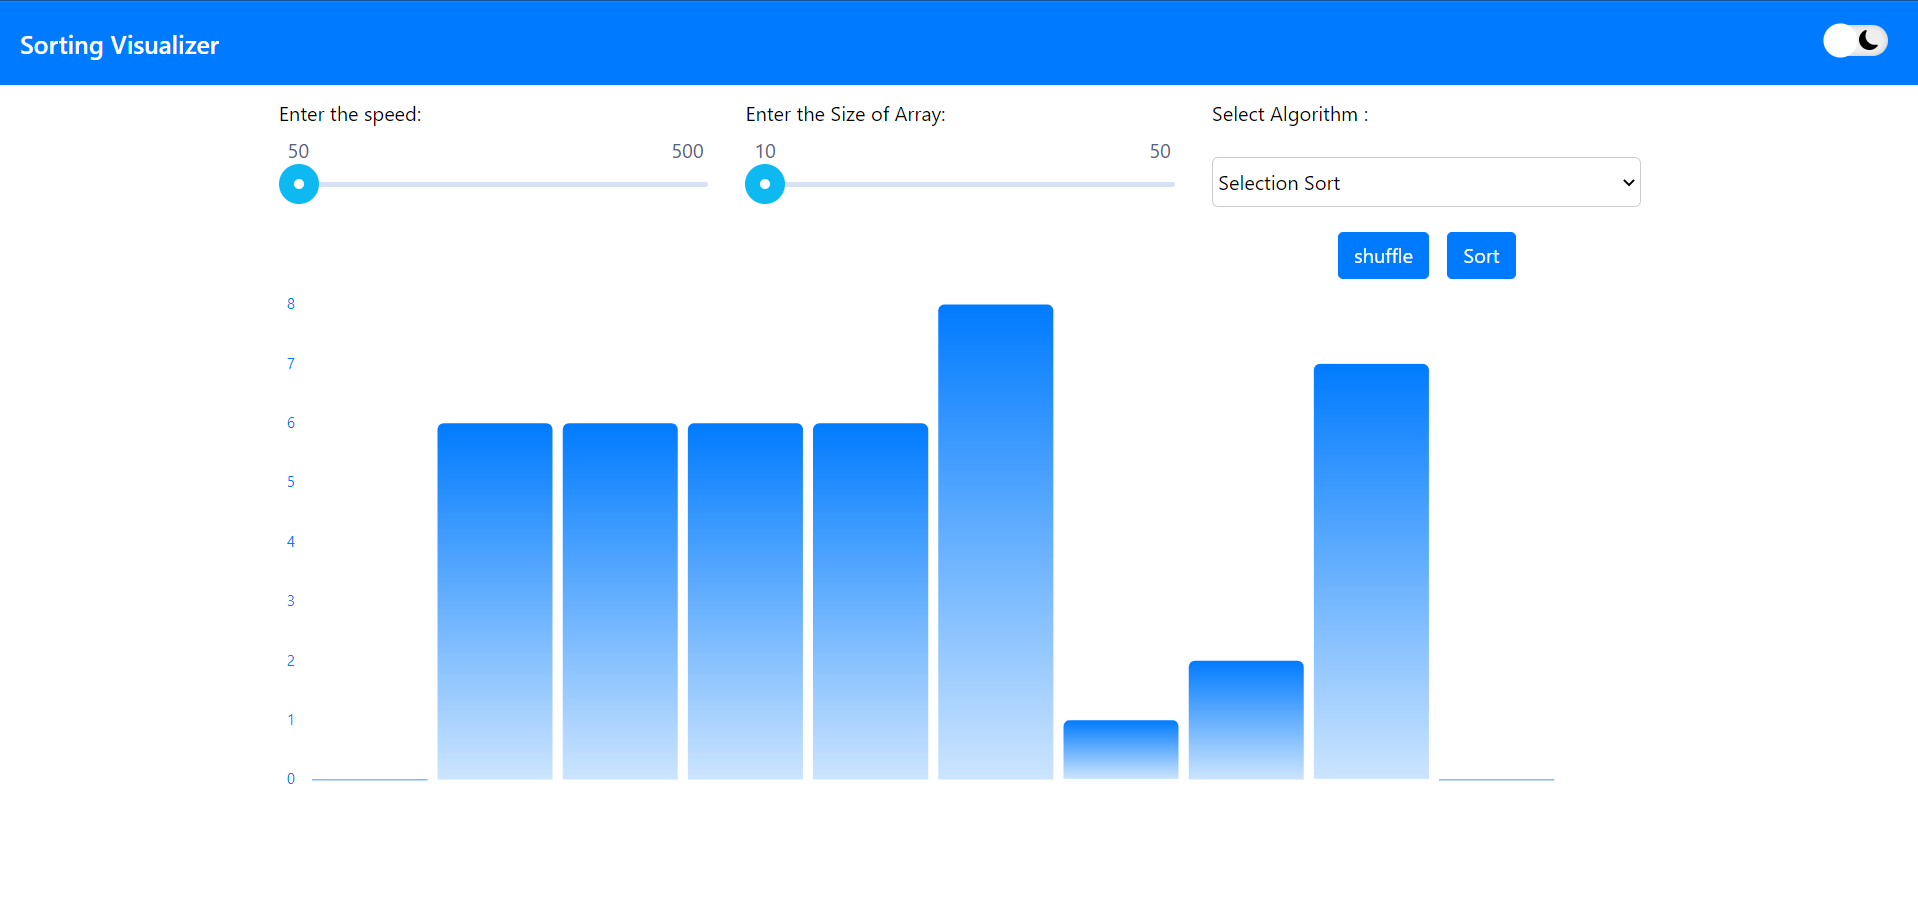 Sorting Visualizer
Enter the speed:
50 500
Enter the Size of Array:
10 50
Select Algorithm :
Selection Sort
shuffle
Sort
8
7
6
5
4
3
2
1
0